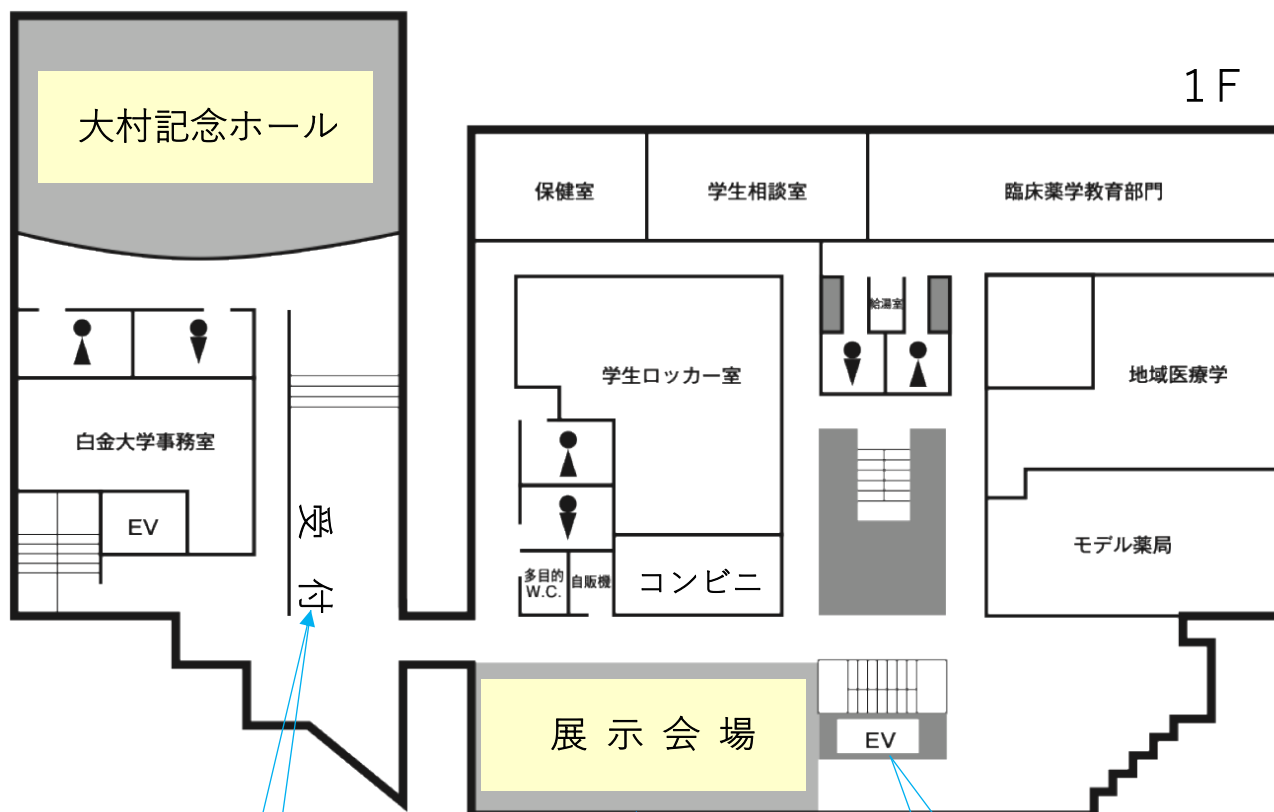 1F
大村記念ホール
保健室
学生相談室
臨床薬学教育部門
給湯室
学生ロッカー室
地域医療学
白金大学事務室
EV
受付
モデル薬局
多目的
W.C.
自販機
コンビニ
展示会場
EV